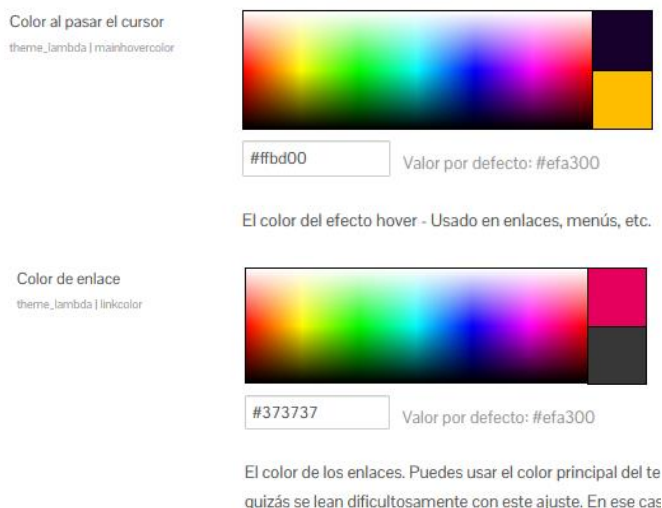 Color al pasar el cursor
theme_lambda | mainhovercolor
#ffbd00
Valor por defecto: #efa300
El color del efecto hover - Usado en enlaces, menús, etc.
Color de enlace
theme_lambda | linkcolor
#373737
Valor por defecto: #efa300
El color de los enlaces. Puedes usar el color principal del te
quizás se lean dificultosamente con este ajuste. En ese cas